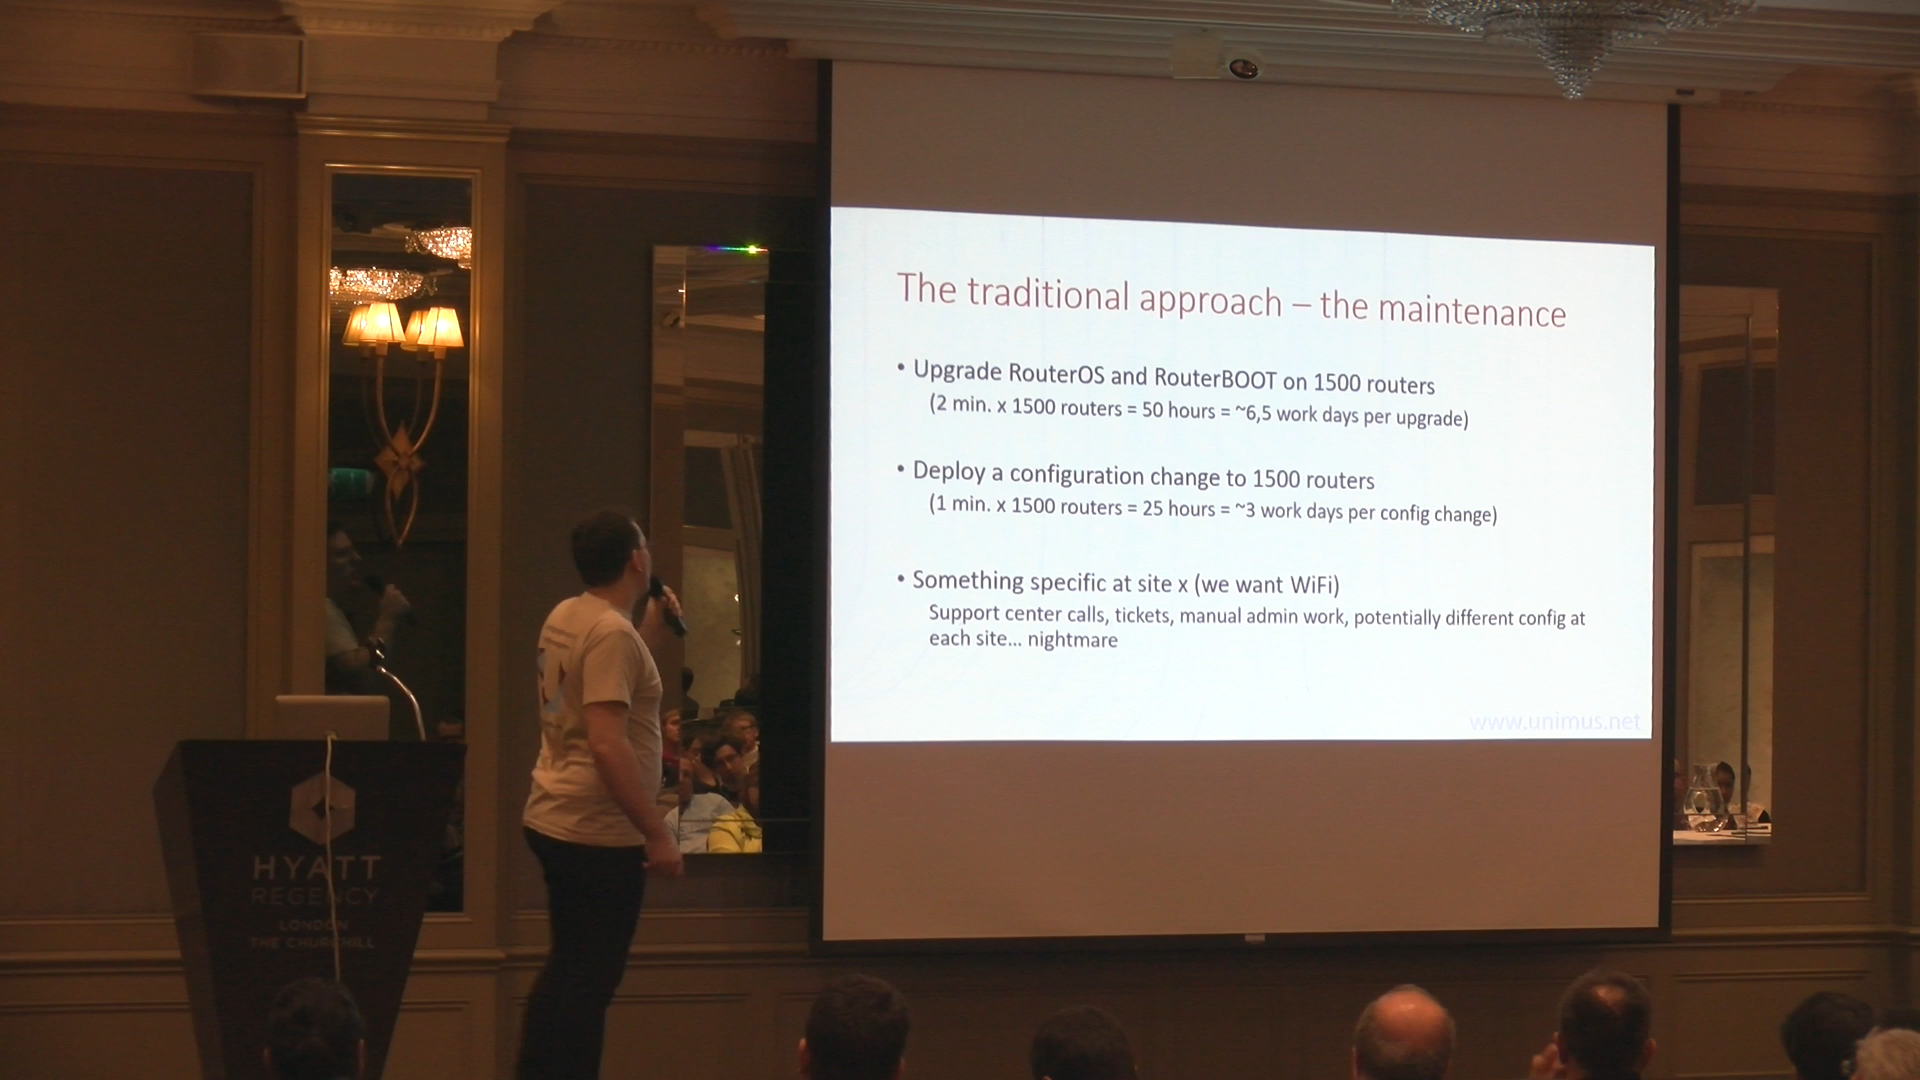 The traditional approach – the maintenance
• Upgrade RouterOS and RouterBOOT on 1500 routers
(2 min. x 1500 routers = 50 hours = ~6,5 work days per upgrade)
• Deploy a configuration change to 1500 routers
(1 min. x 1500 routers = 25 hours = ~3 work days per config change)
• Something specific at site x (we want WiFi)
Support center calls, tickets, manual admin work, potentially different config at
each site... nightmare
www.unimus.net
HYATT
REGENCY
LONDON
THE CHURCHILL